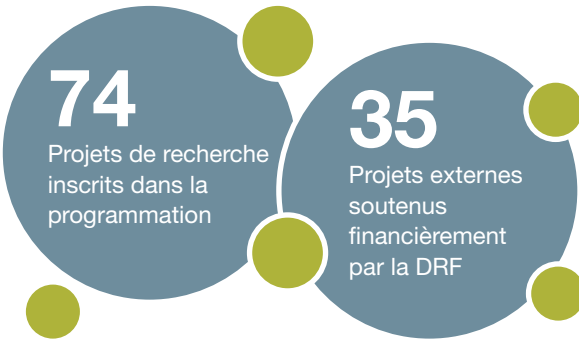 74
Projets de recherche
inscrits dans la
programmation
35
Projets externes
soutenus
financièrement
par la DRF